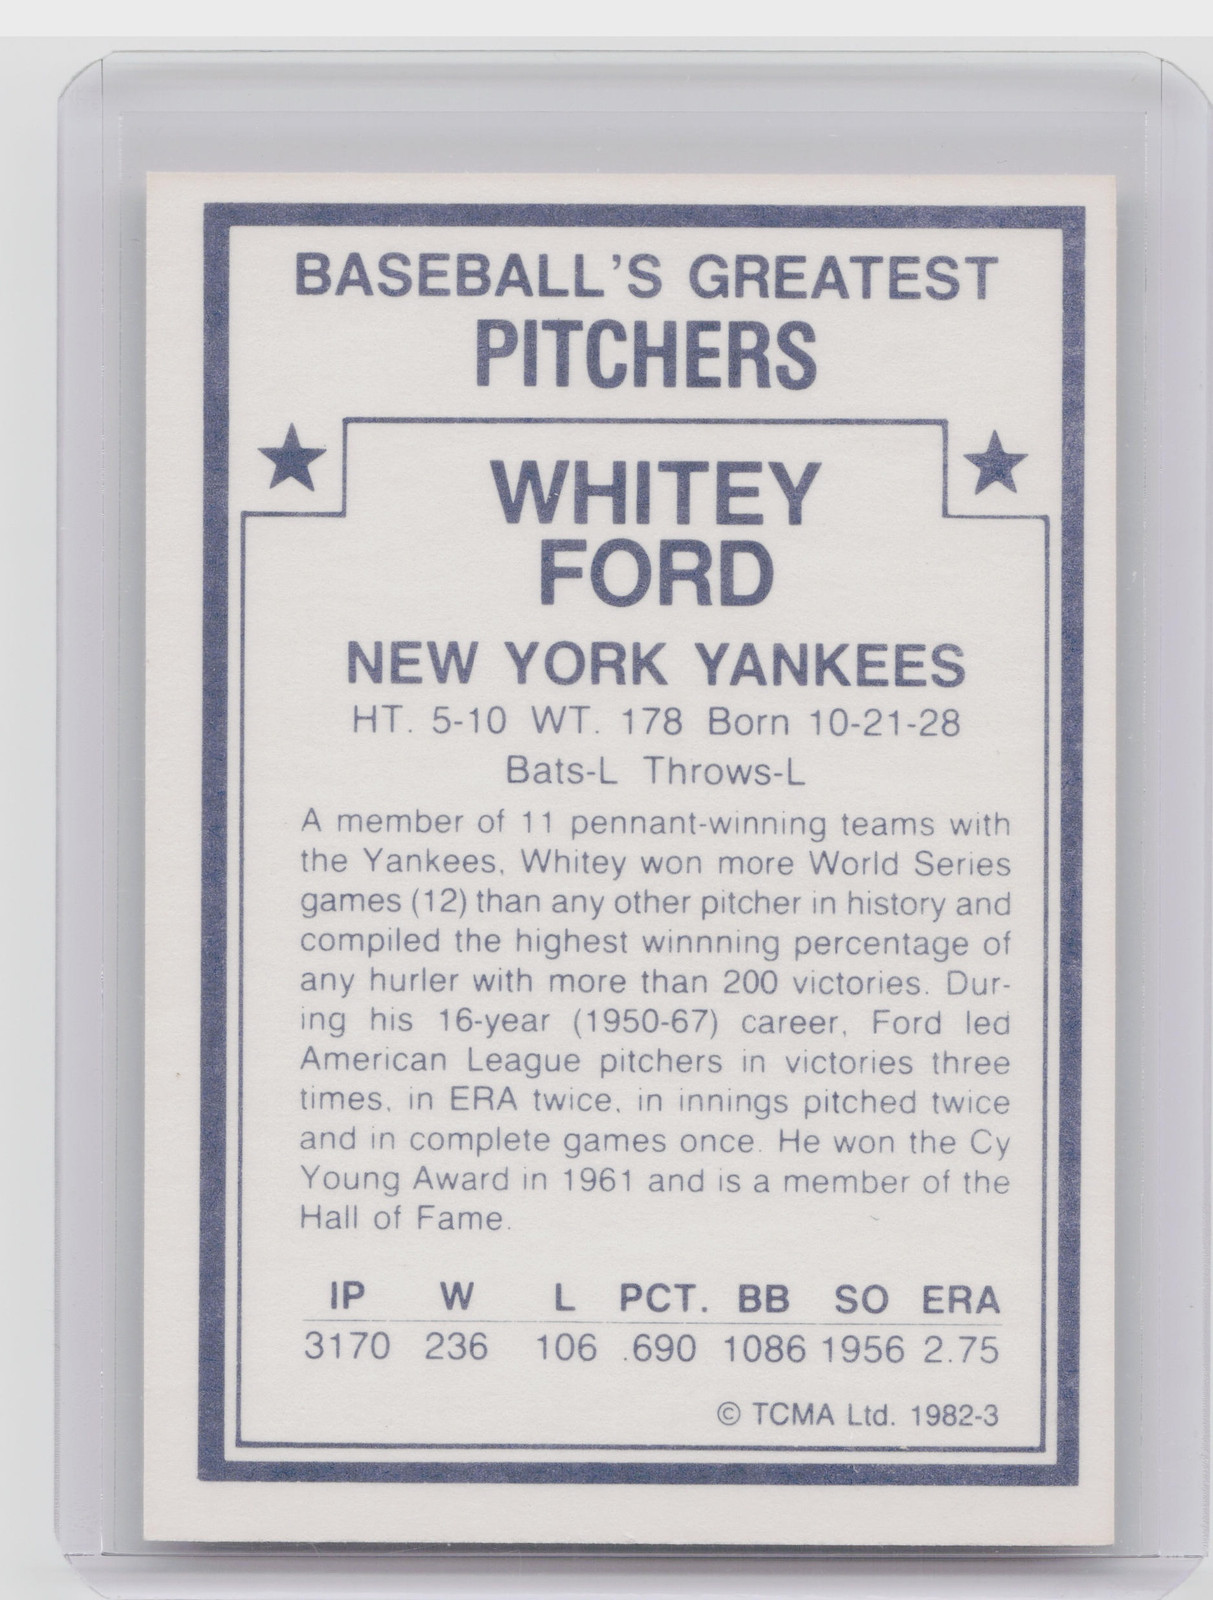 BASEBALL'S GREATEST
PITCHERS
WHITEY
FORD
NEW YORK YANKEES
HT. 5-10 WT. 178 Born 10-21-28
Bats-L Throws-L
A member of 11 pennant-winning teams with
the Yankees, Whitey won more World Series
games (12) than any other pitcher in history and
compiled the highest winnning percentage of
any hurler with more than 200 victories. Dur-
ing his 16-year (1950-67) career, Ford led
American League pitchers in victories three
times, in ERA twice, in innings pitched twice
and in complete games once. He won the Cy
Young Award in 1961 and is a member of the
Hall of Fame.
IP W L PCT. BB SO ERA
3170 236 106 .690 1086 1956 2.75
© TCMA Ltd. 1982-3